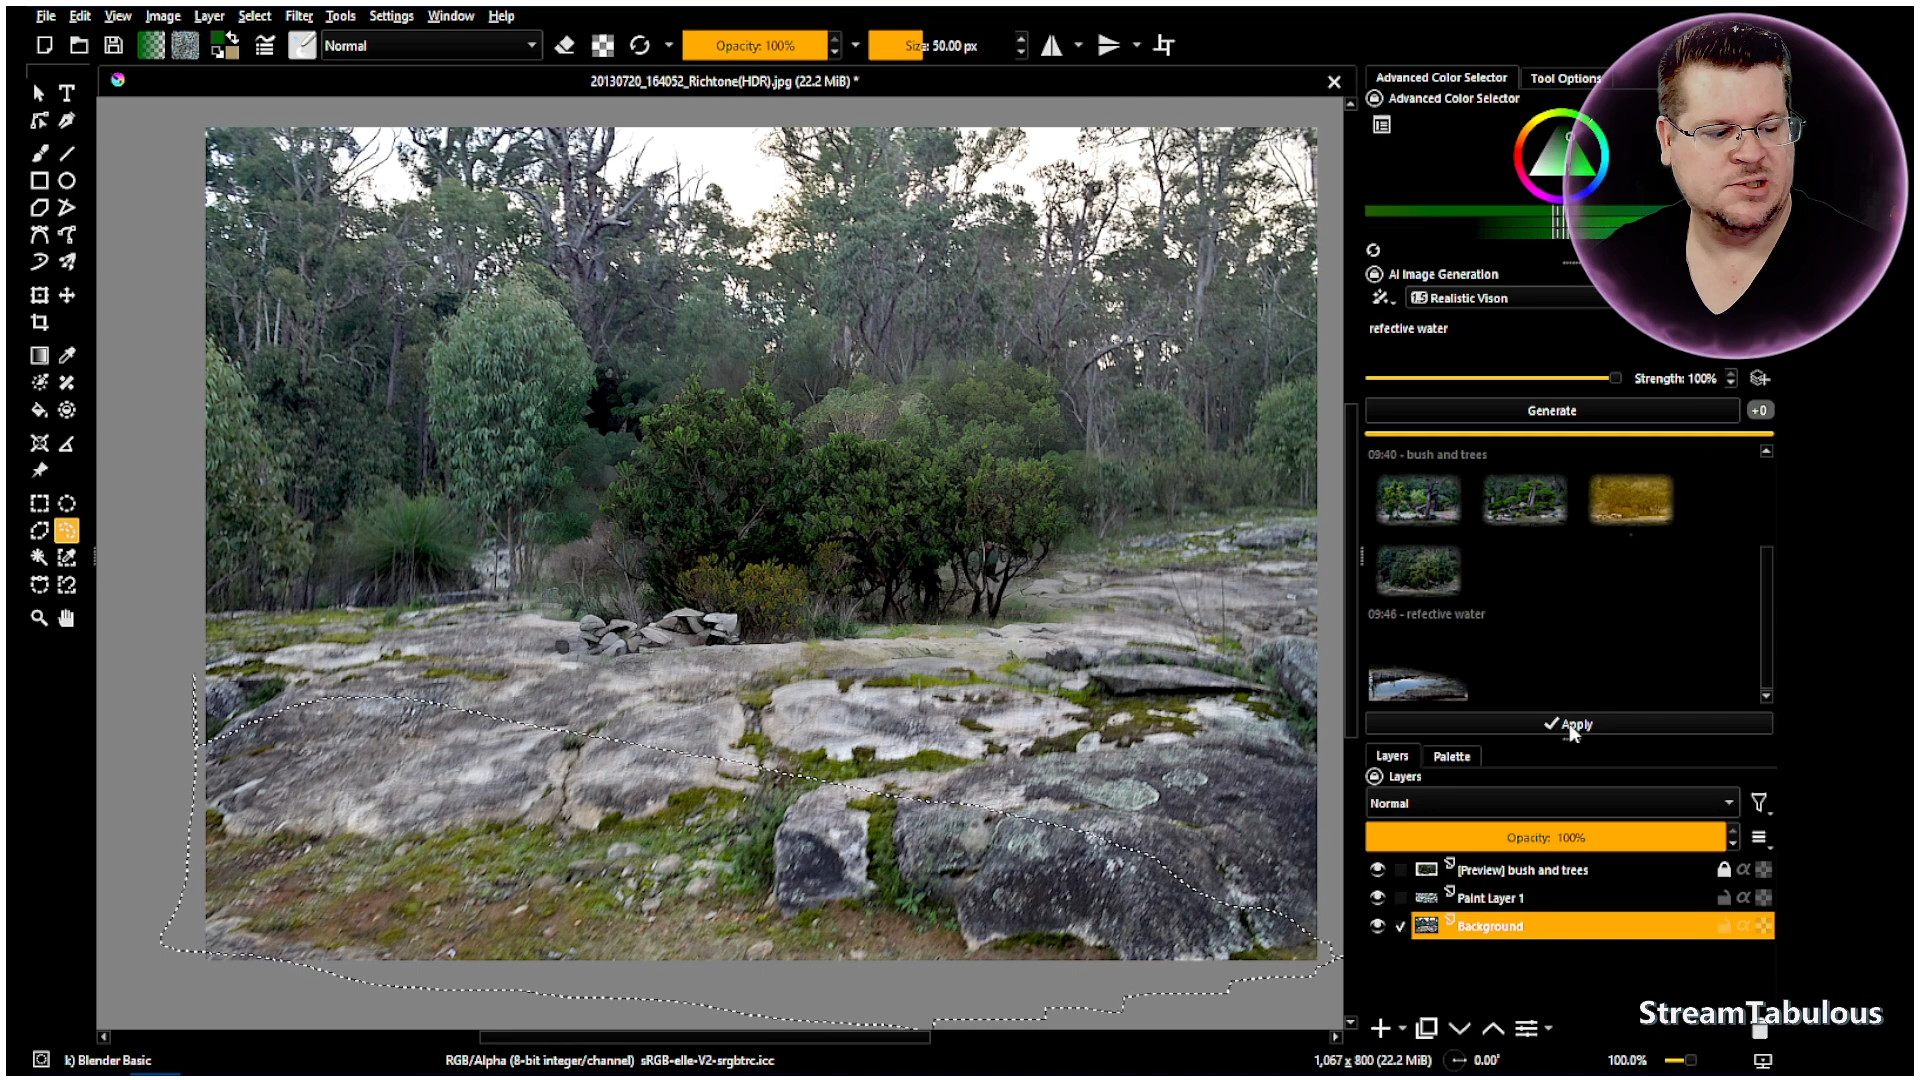 File Edit View Image Layer Select Filter Tools Settings Window Help
Normal
Opacity: 100%
Size: 50.00 px
20130720_164052_Richtone(HDR).jpg (22.2 MiB) *
Advanced Color Selector
Tool Options
Advanced Color Selector
AI Image Generation
1.5 Realistic Vison
refective water
Strength: 100%
Generate
+0
09:40 - bush and trees
09:46 - refective water
Apply
Layers
Palette
Layers
Normal
Opacity: 100%
[Preview] bush and trees
Paint Layer 1
Background
StreamTabulous
k) Blender Basic
RGB/Alpha (8-bit integer/channel) sRGB-elle-V2-srgbtrc.icc
1,067 x 800 (22.2 MiB)
0.00°
100.0%